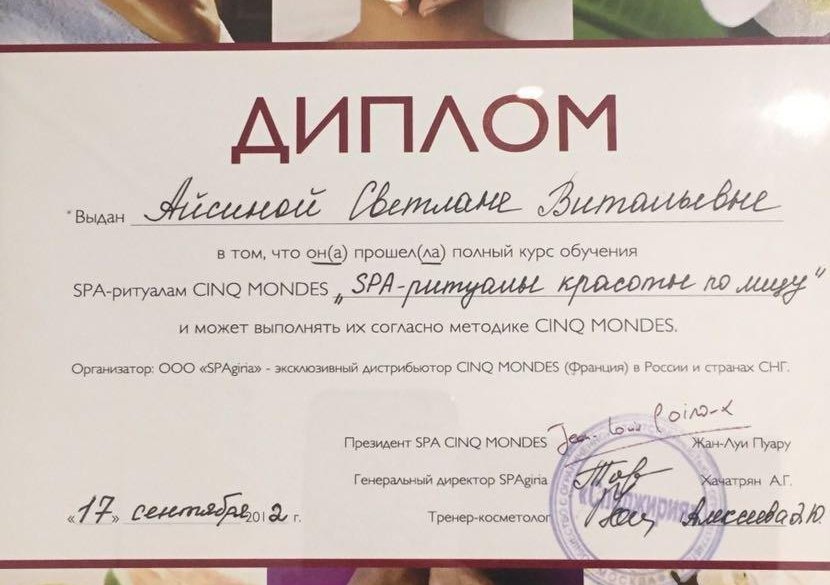 ДИПЛОМ
*Выдан Айсиной Светлане Витальевне
в том, что он(а) прошел(ла) полный курс обучения
SPA-ритуалам CINQ MONDES „SPA-ритуалы красоты по лицу"
и может выполнять их согласно методике CINQ MONDES.
Организатор: ООО «SPAgiria» - эксклюзивный дистрибьютор CINQ MONDES (Франция) в России и странах СНГ.
Президент SPA CINQ MONDES Жан-Луи Пуару
Генеральный директор SPAgiria Хачатрян А.Г.
«17» сентября 2012 г. Тренер-косметолог Алексеева Э.Ю.